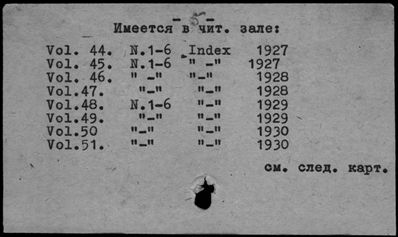 - 5 -
Имеется в чит. зале:
Vol. 44. N.1-6 Index 1927
Vol. 45. N.1-6 " -" 1927
Vol. 46. " -" "-" 1928
Vol.47. "-" "-" 1928
Vol.48. N.1-6 "-" 1929
Vol.49. "-" "-" 1929
Vol.50 "-" "-" 1930
Vol.51. "-" "-" 1930
см. след. карт.